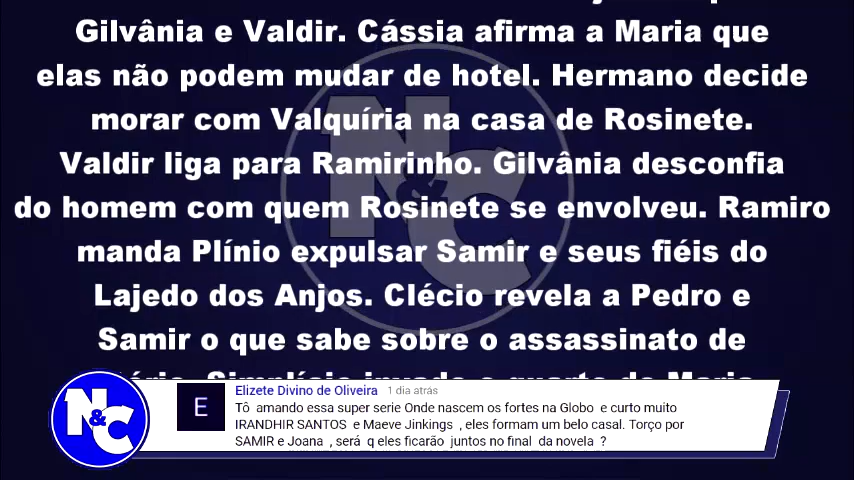 Gilvânia e Valdir. Cássia afirma a Maria que
elas não podem mudar de hotel. Hermano decide
morar com Valquíria na casa de Rosinete.
Valdir liga para Ramirinho. Gilvânia desconfia
do homem com quem Rosinete se envolveu. Ramiro
manda Plínio expulsar Samir e seus fiéis do
Lajedo dos Anjos. Clécio revela a Pedro e
Samir o que sabe sobre o assassinato de
Simplício invade o quarto de Maria
N&C
N&C
E
Elizete Divino de Oliveira 1 dia atrás
Tô amando essa super serie Onde nascem os fortes na Globo e curto muito
IRANDHIR SANTOS e Maeve Jinkings , eles formam um belo casal. Torço por
SAMIR e Joana , será q eles ficarão juntos no final da novela ?